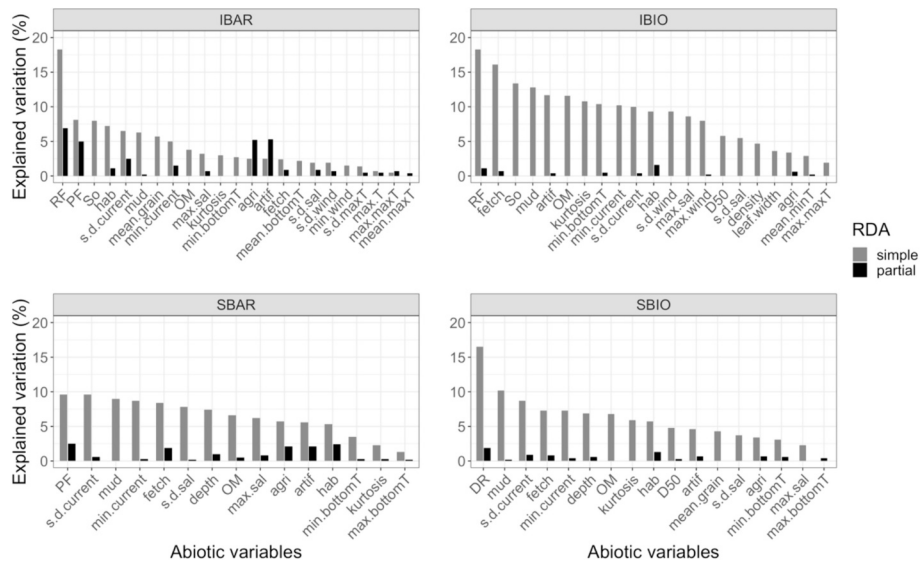 IBAR
IBIO
Explained variation (%)
20
15
10
5
0
RF
PF
So
hab
s.d.current
mud
mean.grain
min.current
OM
max.sal
kurtosis
min.bottomT
agri
artif
fetch
mean.bottomT
s.d.sal
s.d.wind
min.wind
s.d.maxT
max.maxT
mean.maxT
RF
fetch
So
mud
artif
OM
kurtosis
min.bottomT
min.current
s.d.current
hab
s.d.wind
max.sal
max.wind
D50
s.d.sal
density
leaf.width
agri
mean.minT
max.maxT
RDA
simple
partial
SBAR
SBIO
Explained variation (%)
20
15
10
5
0
PF
s.d.current
mud
min.current
fetch
s.d.sal
depth
OM
max.sal
agri
artif
hab
min.bottomT
kurtosis
max.bottomT
DR
mud
s.d.current
fetch
min.current
depth
OM
kurtosis
hab
D50
artif
mean.grain
s.d.sal
agri
min.bottomT
max.sal
max.bottomT
Abiotic variables
Abiotic variables